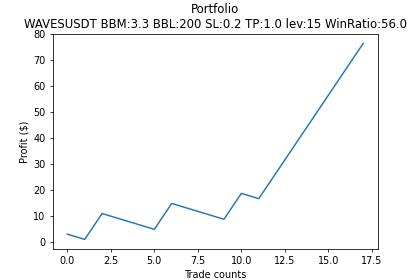 Portfolio
WAVESUSDT BBM:3.3 BBL:200 SL:0.2 TP:1.0 lev:15 WinRatio:56.0
80
70
60
50
40
30
20
10
0
Profit ($)
0.0 2.5 5.0 7.5 10.0 12.5 15.0 17.5
Trade counts